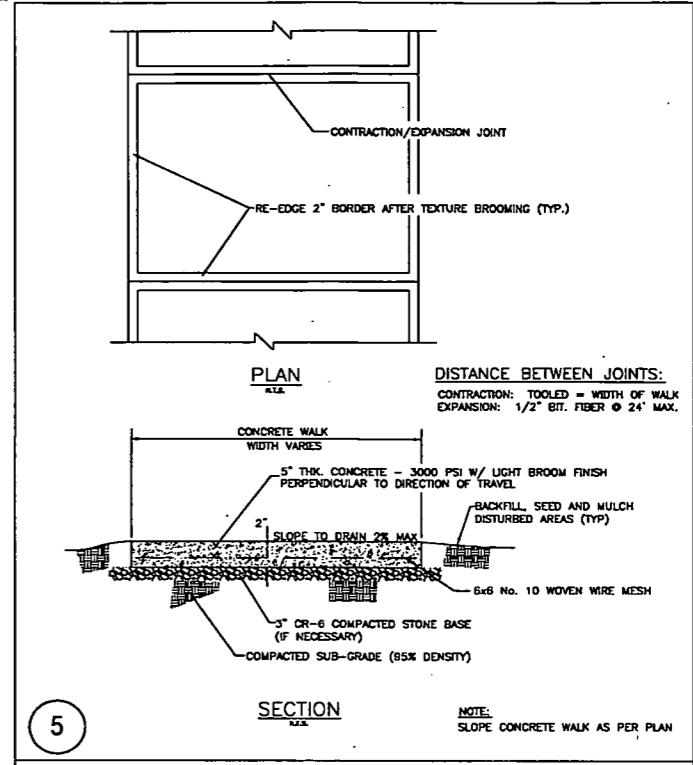 CONTRACTION/EXPANSION JOINT
RE-EDGE 2" BORDER AFTER TEXTURE BROOMING (TYP.)
PLAN
N.T.S.
DISTANCE BETWEEN JOINTS:
CONTRACTION: TOOLED = WIDTH OF WALK
EXPANSION: 1/2" BIT. FIBER @ 24' MAX.
CONCRETE WALK
WIDTH VARIES
5" THK. CONCRETE - 3000 PSI W/ LIGHT BROOM FINISH
PERPENDICULAR TO DIRECTION OF TRAVEL
BACKFILL, SEED AND MULCH
DISTURBED AREAS (TYP)
2"
SLOPE TO DRAIN 2% MAX
6x6 No. 10 WOVEN WIRE MESH
3" CR-6 COMPACTED STONE BASE
(IF NECESSARY)
COMPACTED SUB-GRADE (95% DENSITY)
SECTION
N.T.S.
NOTE:
SLOPE CONCRETE WALK AS PER PLAN
5